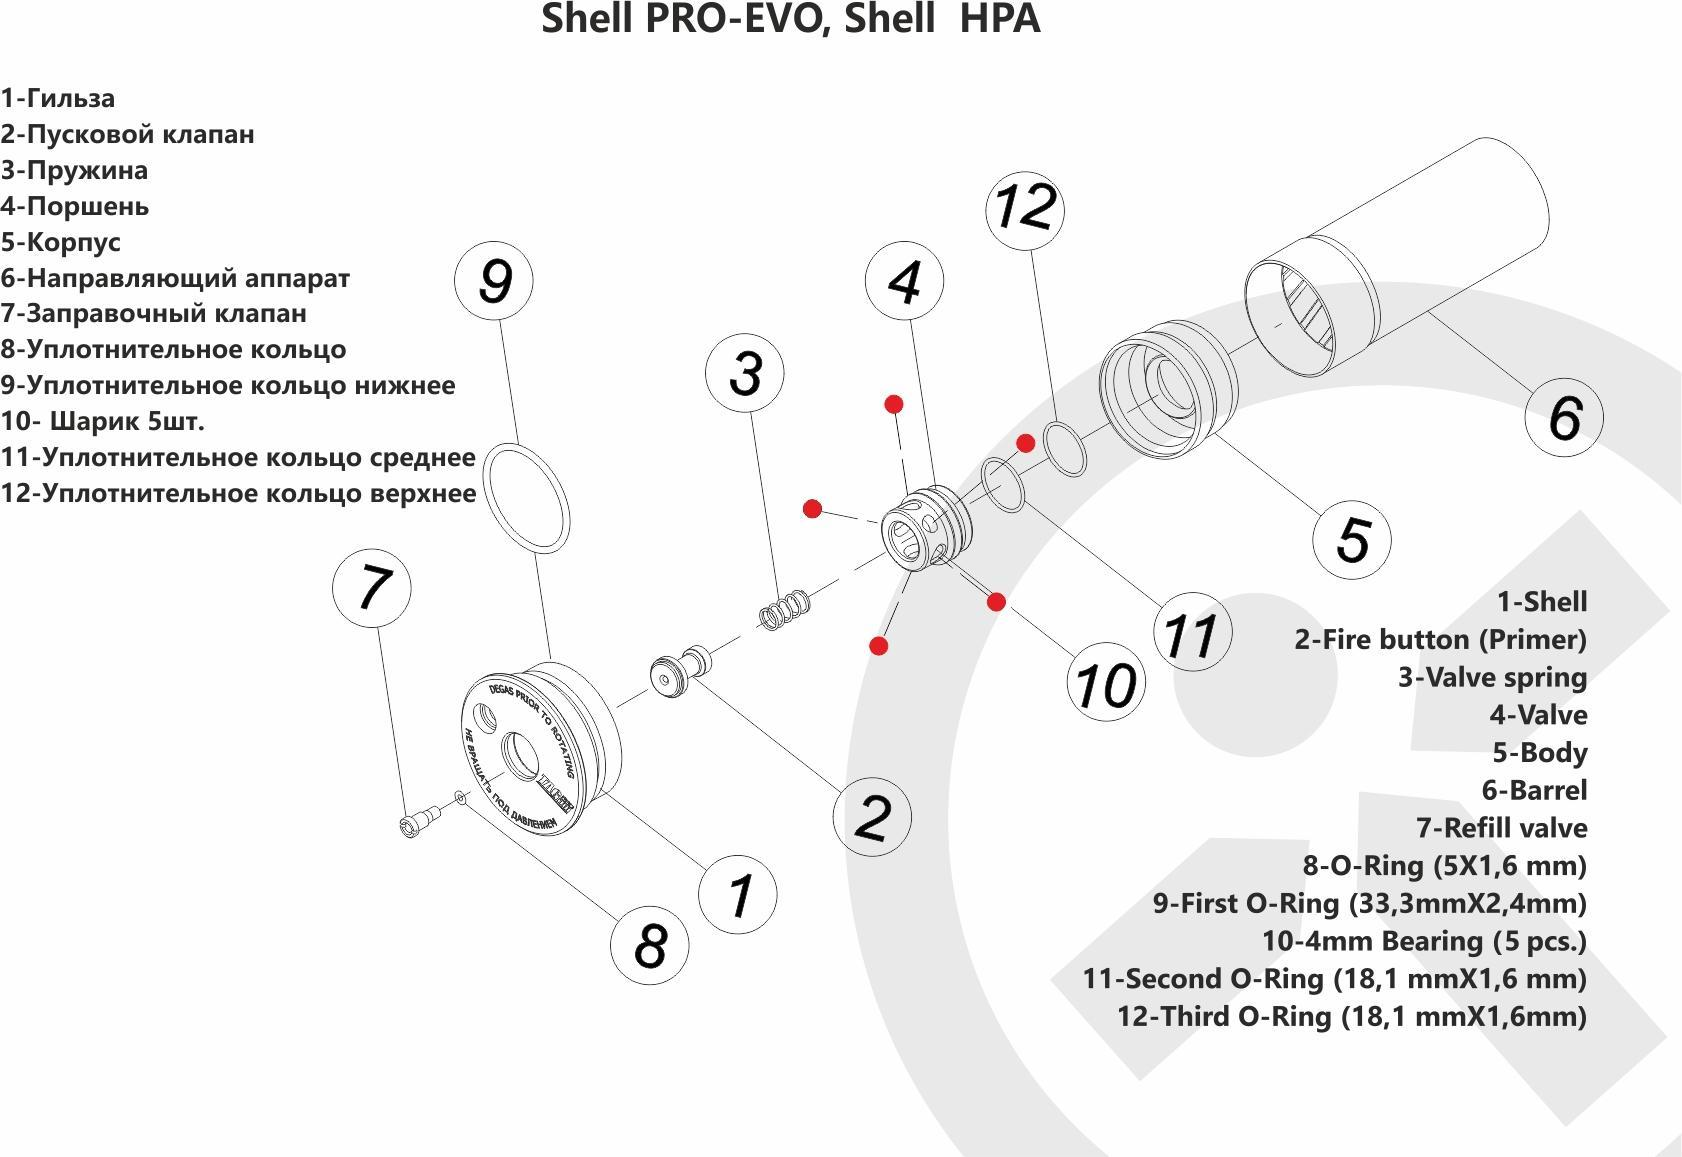 Shell PRO-EVO, Shell  HPA
1-Гильза
2-Пусковой клапан
3-Пружина
4-Поршень
5-Корпус
6-Направляющий аппарат
7-Заправочный клапан
8-Уплотнительное кольцо
9-Уплотнительное кольцо нижнее
10- Шарик 5шт.
11-Уплотнительное кольцо среднее
12-Уплотнительное кольцо верхнее
12
9
4
3
6
5
7
11
10
2
1
8
DEGAS PRIOR TO ROTATING
НЕ ВРАЩАТЬ ПОД ДАВЛЕНИЕМ
1-Shell
2-Fire button (Primer)
3-Valve spring
4-Valve
5-Body
6-Barrel
7-Refill valve
8-O-Ring (5X1,6 mm)
9-First O-Ring (33,3mmX2,4mm)
10-4mm Bearing (5 pcs.)
11-Second O-Ring (18,1 mmX1,6 mm)
12-Third O-Ring (18,1 mmX1,6mm)